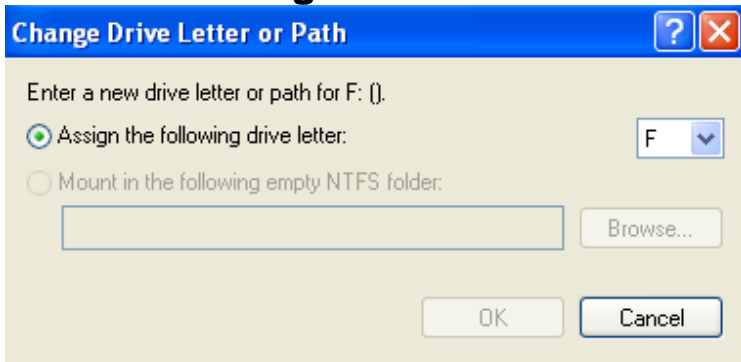 Change Drive Letter or Path
Enter a new drive letter or path for F: ().
Assign the following drive letter:
F
Mount in the following empty NTFS folder:
Browse...
OK
Cancel